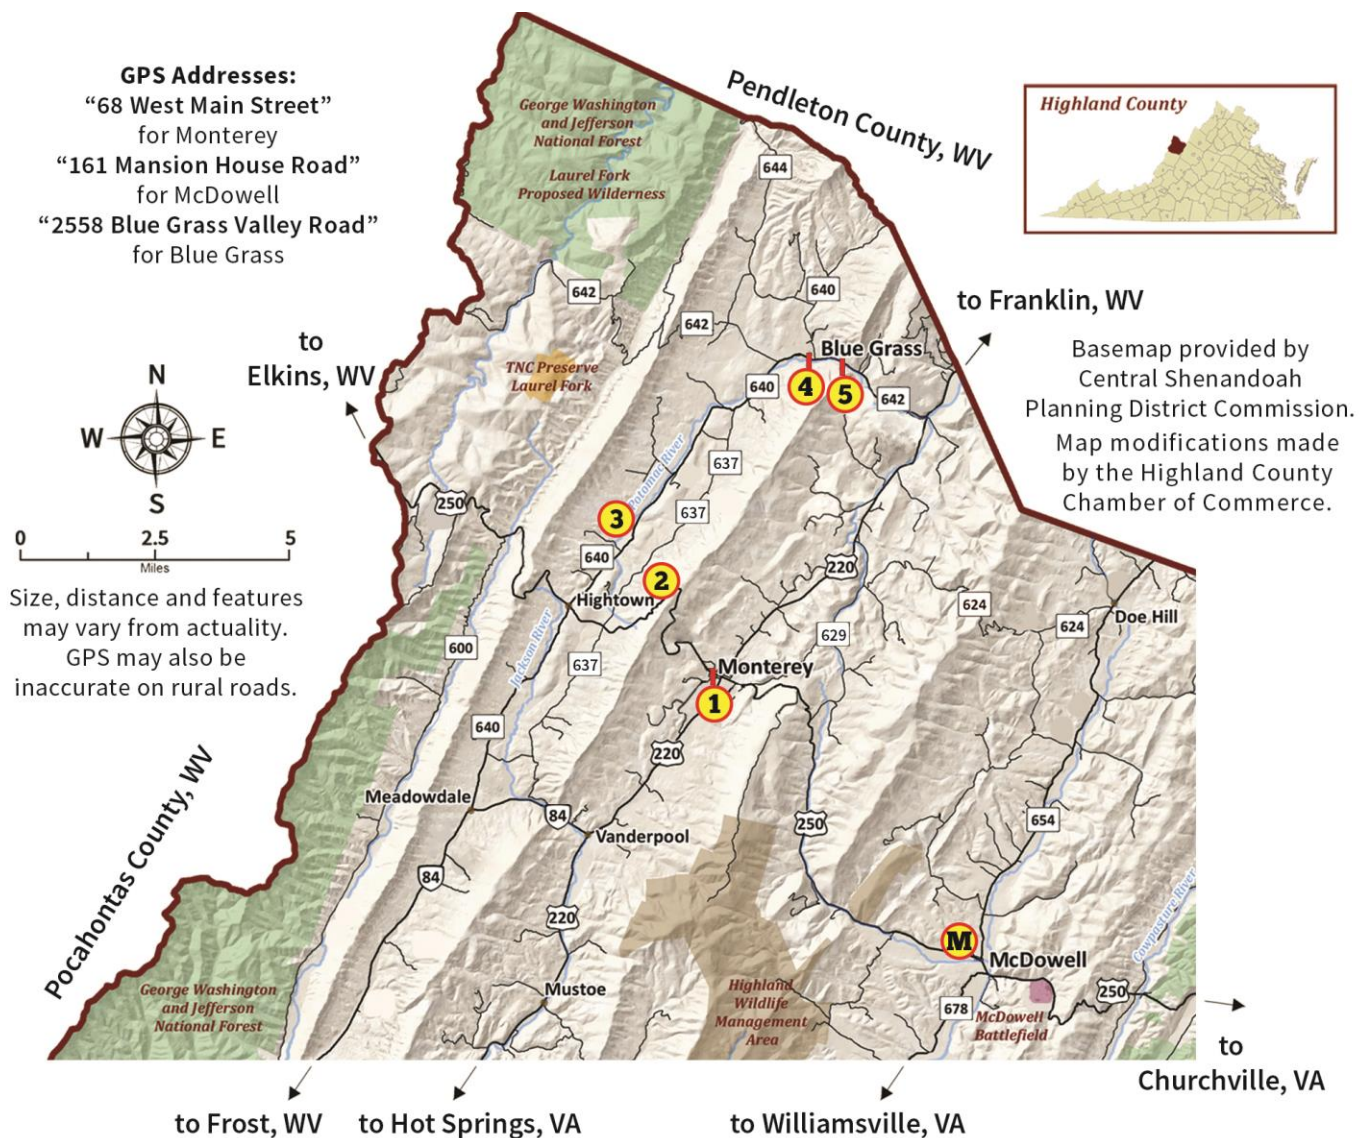 GPS Addresses:
“68 West Main Street”
for Monterey
“161 Mansion House Road”
for McDowell
“2558 Blue Grass Valley Road”
for Blue Grass
George Washington
and Jefferson
National Forest
Laurel Fork
Proposed Wilderness
Pendleton County, WV
Highland County
644
642
640
642
to Franklin, WV
Blue Grass
to
Elkins, WV
TNC Preserve
Laurel Fork
640
4
5
642
Basemap provided by
Central Shenandoah
Planning District Commission.
Map modifications made
by the Highland County
Chamber of Commerce.
N
W
E
S
0
2.5
5
Miles
Size, distance and features
may vary from actuality.
GPS may also be
inaccurate on rural roads.
250
Potomac River
637
637
3
640
2
Hightown
220
624
624
Doe Hill
629
600
Jackson River
637
Monterey
1
640
220
Pocahontas County, WV
Meadowdale
84
Vanderpool
250
654
84
220
Cowpasture River
M
McDowell
George Washington
and Jefferson
National Forest
Mustoe
Highland
Wildlife
Management
Area
678
McDowell
Battlefield
250
to
Churchville, VA
to Frost, WV
to Hot Springs, VA
to Williamsville, VA